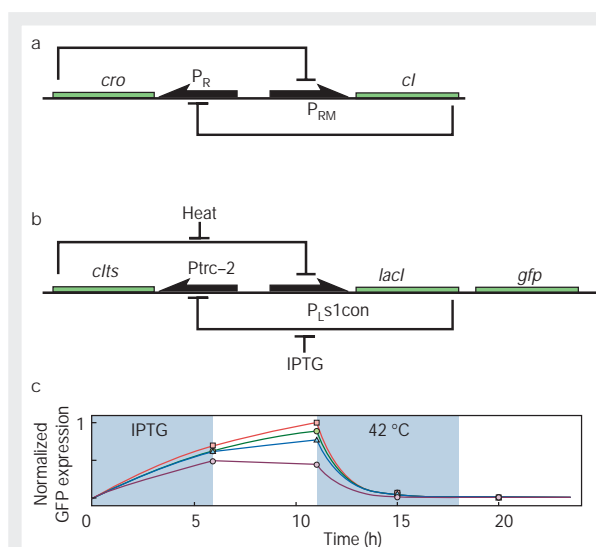 a
cro
P_R
P_RM
cI
b
Heat
cIts
Ptrc–2
lacI
gfp
P_Ls1con
IPTG
c
Normalized
GFP expression
1
IPTG
42 °C
0
5
10
15
20
Time (h)